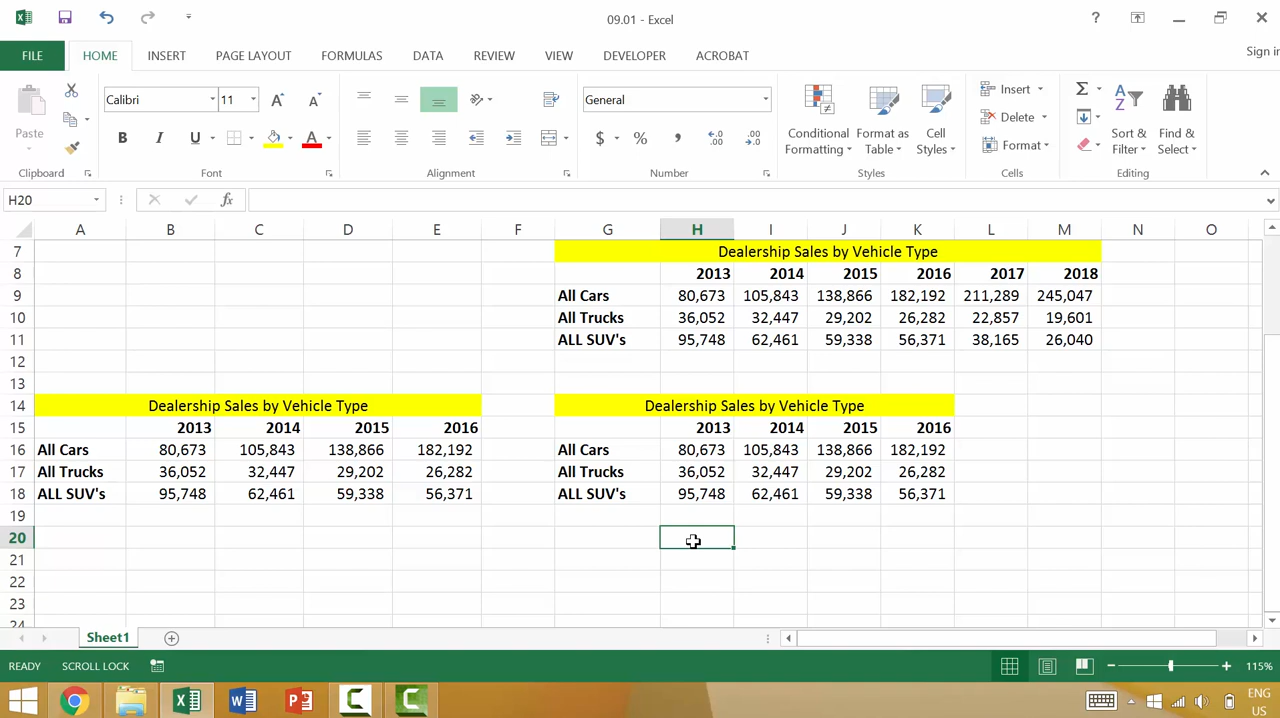 09.01 - Excel
Sign in
FILE HOME INSERT PAGE LAYOUT FORMULAS DATA REVIEW VIEW DEVELOPER ACROBAT
Paste
Calibri 11
B I U A
General
$ % ,
Conditional Formatting
Format as Table
Cell Styles
Insert
Delete
Format
Sort & Filter
Find & Select
Clipboard Font Alignment Number Styles Cells Editing
H20 fx
A B C D E F G H I J K L M N O
7 Dealership Sales by Vehicle Type
8 2013 2014 2015 2016 2017 2018
9 All Cars 80,673 105,843 138,866 182,192 211,289 245,047
10 All Trucks 36,052 32,447 29,202 26,282 22,857 19,601
11 ALL SUV's 95,748 62,461 59,338 56,371 38,165 26,040
12
13
14 Dealership Sales by Vehicle Type Dealership Sales by Vehicle Type
15 2013 2014 2015 2016 2013 2014 2015 2016
16 All Cars 80,673 105,843 138,866 182,192 All Cars 80,673 105,843 138,866 182,192
17 All Trucks 36,052 32,447 29,202 26,282 All Trucks 36,052 32,447 29,202 26,282
18 ALL SUV's 95,748 62,461 59,338 56,371 ALL SUV's 95,748 62,461 59,338 56,371
19
20
21
22
23
24
Sheet1
READY SCROLL LOCK 115%
ENG
US